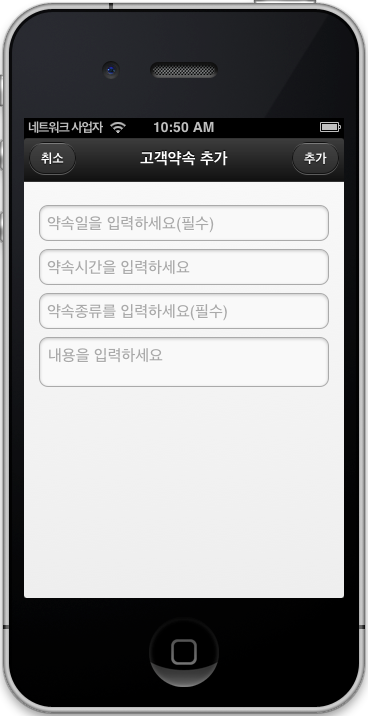 네트워크 사업자 10:50 AM
취소 고객약속 추가 추가
약속일을 입력하세요(필수)
약속시간을 입력하세요
약속종류를 입력하세요(필수)
내용을 입력하세요